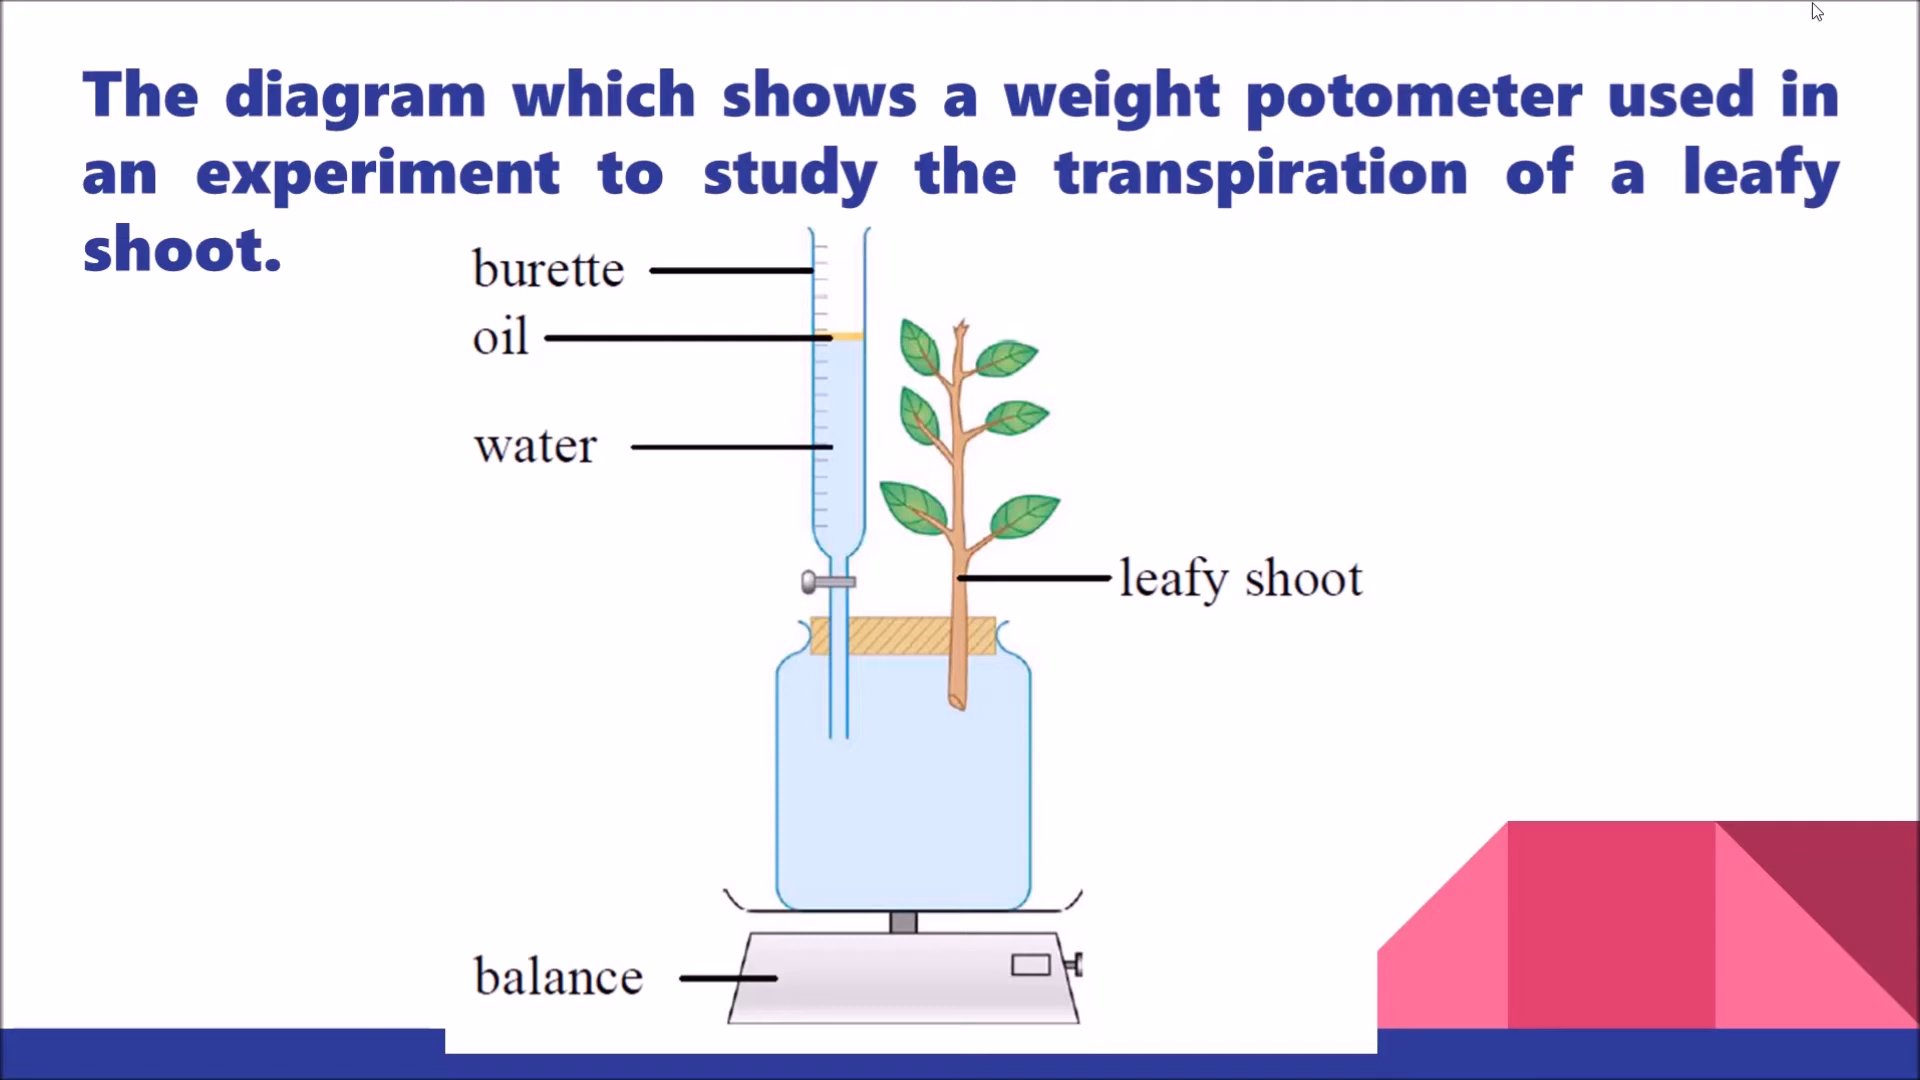 The diagram which shows a weight potometer used in
an experiment to study the transpiration of a leafy
shoot.
burette
oil
water
leafy shoot
balance